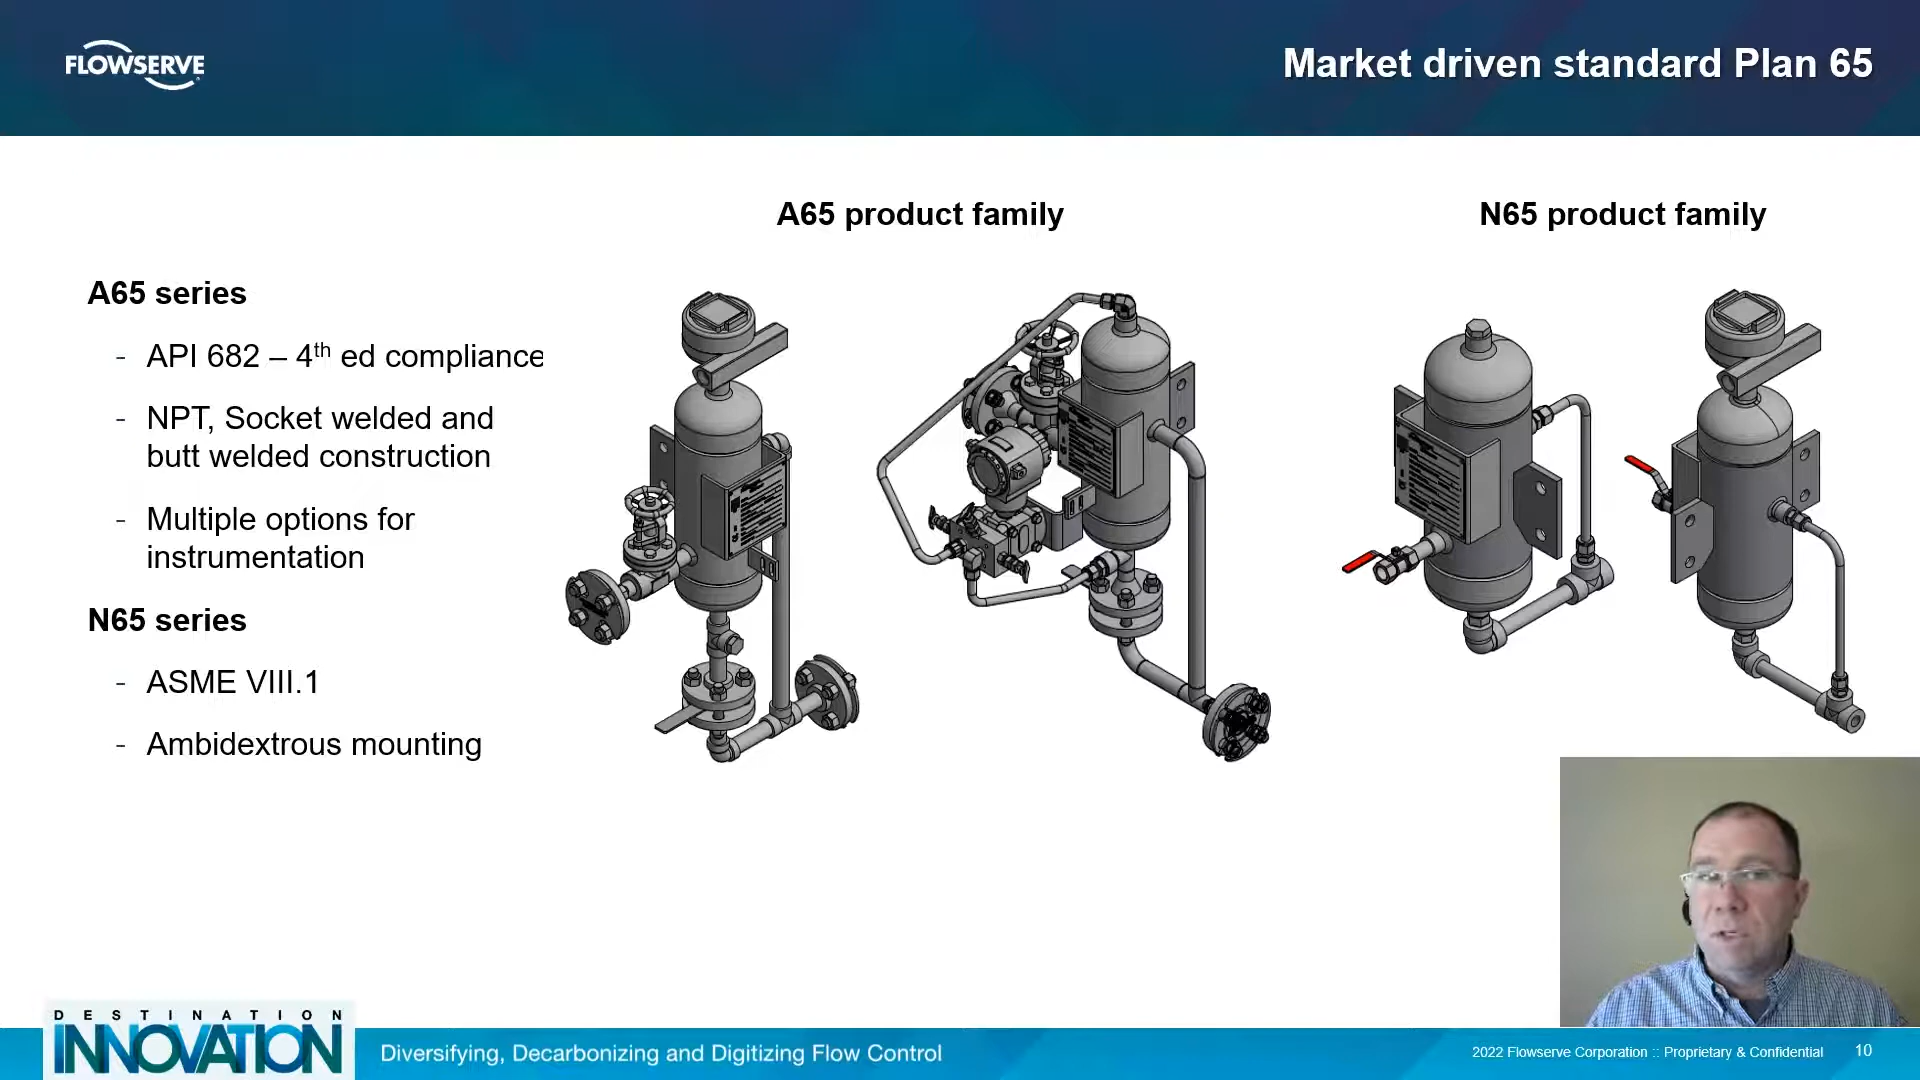 FLOWSERVE
Market driven standard Plan 65
A65 product family
N65 product family
A65 series
- API 682 – 4th ed compliance
- NPT, Socket welded and
butt welded construction
- Multiple options for
instrumentation
N65 series
- ASME VIII.1
- Ambidextrous mounting
DESTINATION
INNOVATION
Diversifying, Decarbonizing and Digitizing Flow Control
2022 Flowserve Corporation :: Proprietary & Confidential
10